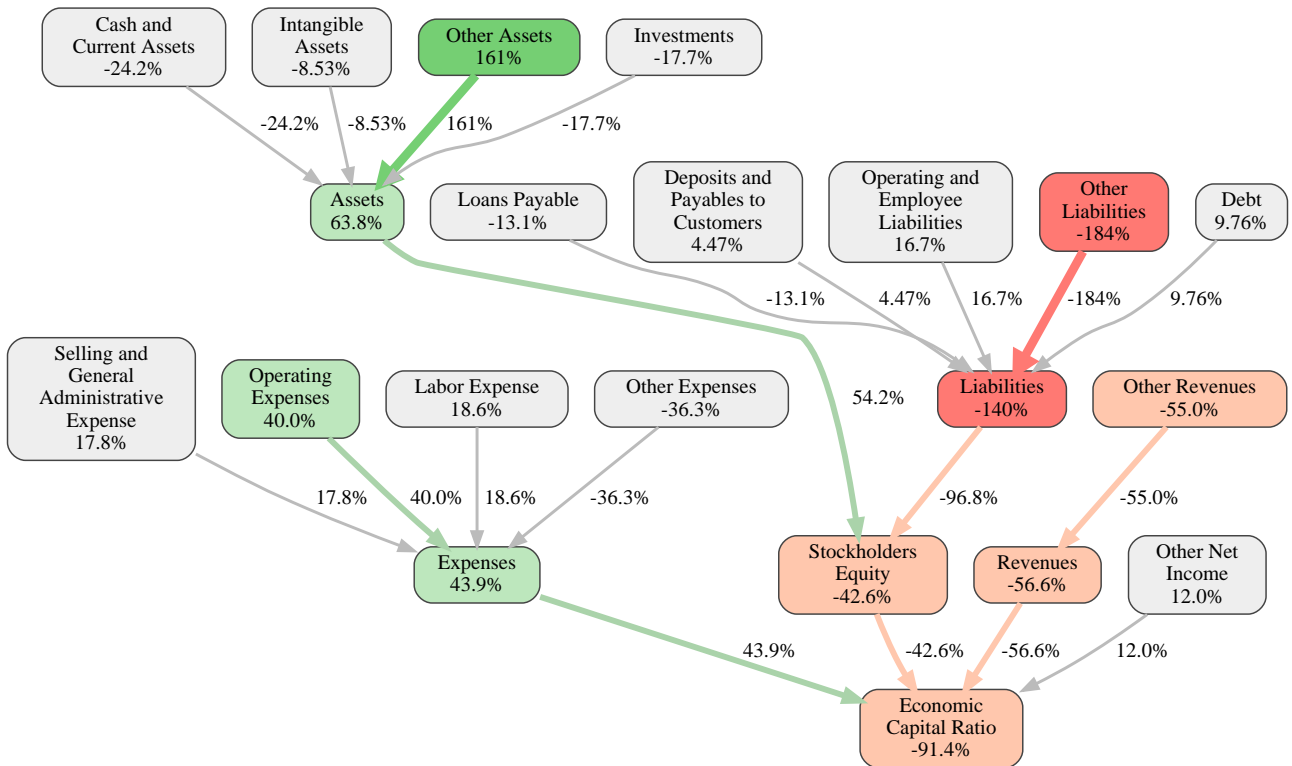 Cash and
Current Assets
-24.2%
Intangible
Assets
-8.53%
Other Assets
161%
Investments
-17.7%
-24.2%
-8.53%
161%
-17.7%
Assets
63.8%
Loans Payable
-13.1%
Deposits and
Payables to
Customers
4.47%
Operating and
Employee
Liabilities
16.7%
Other
Liabilities
-184%
Debt
9.76%
-13.1%
4.47%
16.7%
-184%
9.76%
Selling and
General
Administrative
Expense
17.8%
Operating
Expenses
40.0%
Labor Expense
18.6%
Other Expenses
-36.3%
54.2%
Liabilities
-140%
Other Revenues
-55.0%
17.8%
40.0%
18.6%
-36.3%
-96.8%
-55.0%
Expenses
43.9%
Stockholders
Equity
-42.6%
Revenues
-56.6%
Other Net
Income
12.0%
43.9%
-42.6%
-56.6%
12.0%
Economic
Capital Ratio
-91.4%